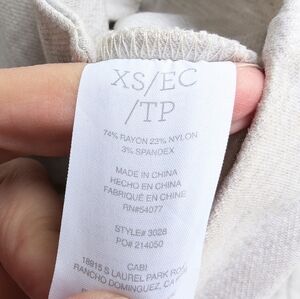 XS/EC
/TP
74% RAYON 23% NYLON
3% SPANDEX
MADE IN CHINA
HECHO EN CHINA
FABRIQUÉ EN CHINE
RN#54077
STYLE# 3028
PO# 214050
CABI
18915 S LAUREL PARK ROAD
RANCHO DOMINGUEZ, CA